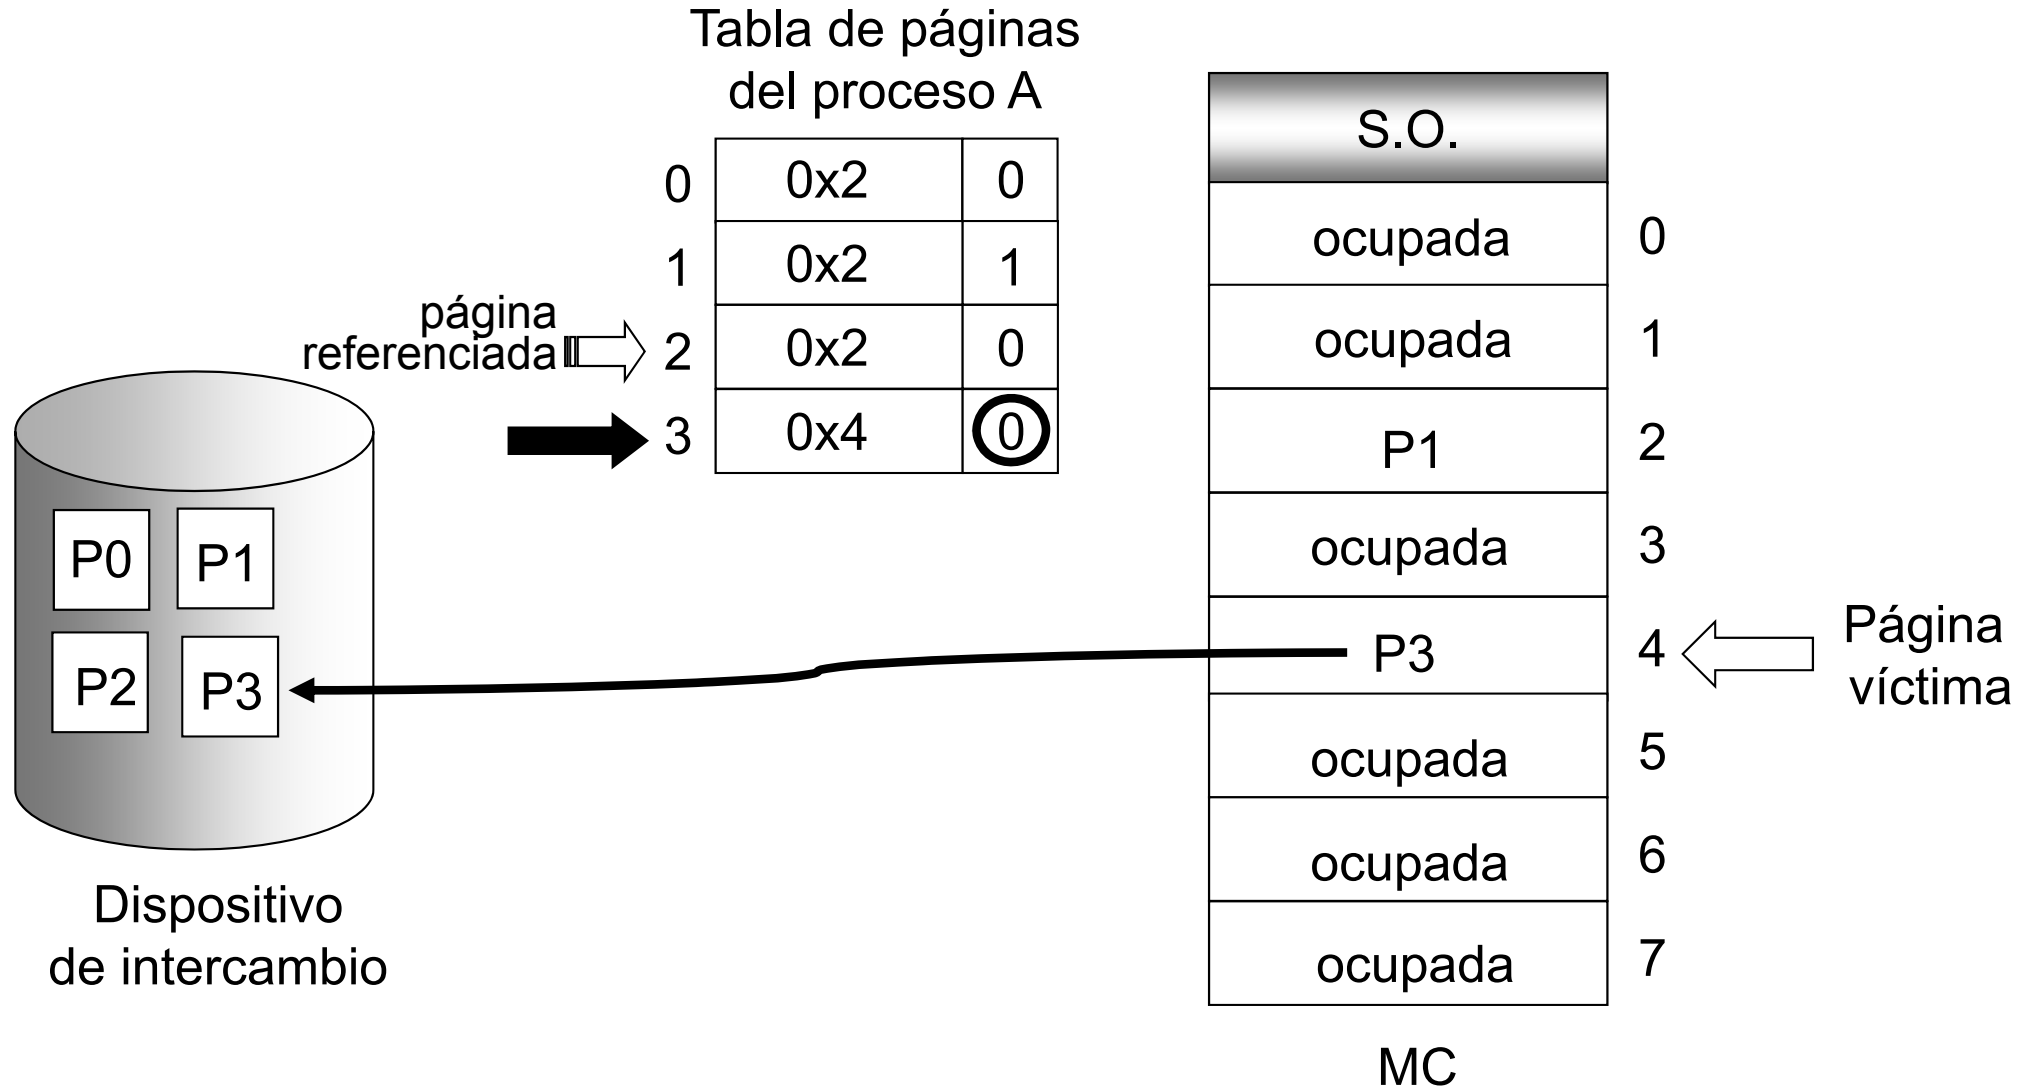 Tabla de páginas
del proceso A
0 0x2 0
1 0x2 1
página
referenciada
2 0x2 0
3 0x4 0
S.O.
ocupada 0
ocupada 1
P1 2
ocupada 3
P3 4
Página
víctima
ocupada 5
ocupada 6
ocupada 7
MC
P0 P1
P2 P3
Dispositivo
de intercambio